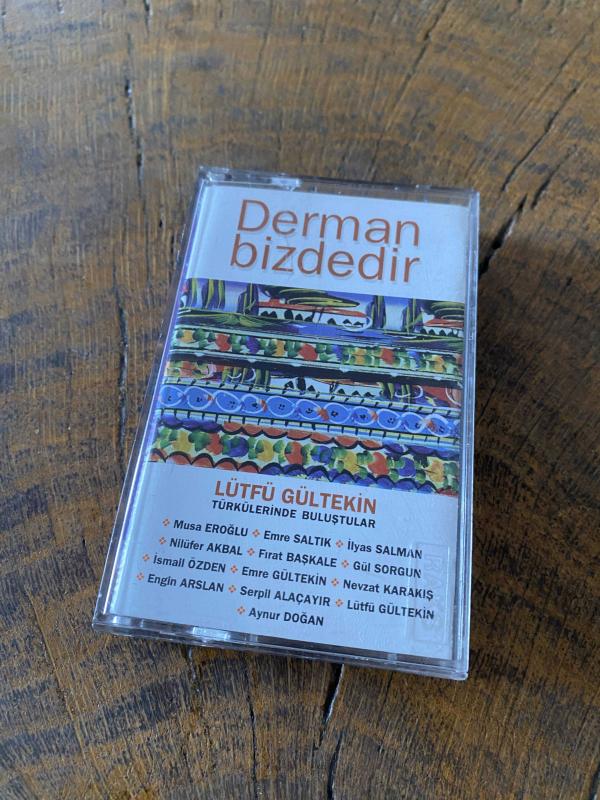 Derman
bizdedir
LÜTFÜ GÜLTEKİN
TÜRKÜLERİNDE BULUŞTULAR
❖ Musa EROĞLU ❖ Emre SALTIK ❖ İlyas SALMAN
❖ Nilüfer AKBAL ❖ Fırat BAŞKALE ❖ Gül SORGUN
❖ İsmail ÖZDEN ❖ Emre GÜLTEKİN ❖ Nevzat KARAKIŞ
❖ Engin ARSLAN ❖ Serpil ALAÇAYIR ❖ Lütfü GÜLTEKİN
❖ Aynur DOĞAN